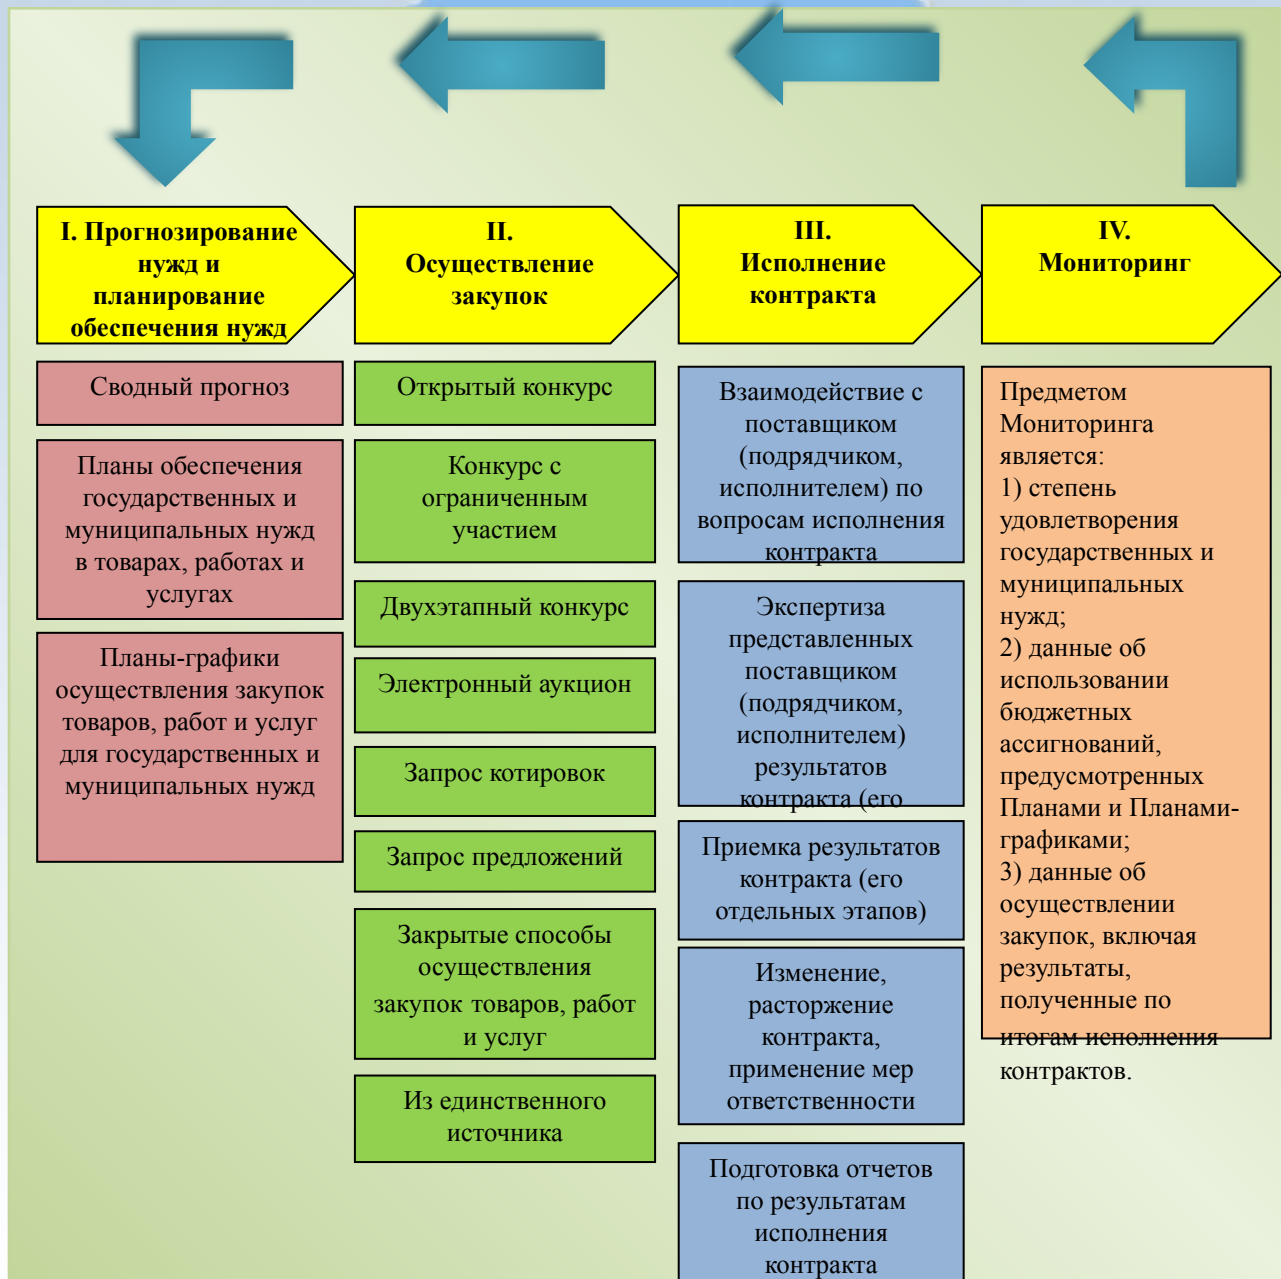 I. Прогнозирование
нужд и
планирование
обеспечения нужд
II.
Осуществление
закупок
III.
Исполнение
контракта
IV.
Мониторинг
Сводный прогноз
Планы обеспечения
государственных и
муниципальных нужд
в товарах, работах и
услугах
Планы-графики
осуществления закупок
товаров, работ и услуг
для государственных и
муниципальных нужд
Открытый конкурс
Конкурс с
ограниченным
участием
Двухэтапный конкурс
Электронный аукцион
Запрос котировок
Запрос предложений
Закрытые способы
осуществления
закупок товаров, работ
и услуг
Из единственного
источника
Взаимодействие с
поставщиком
(подрядчиком,
исполнителем) по
вопросам исполнения
контракта
Экспертиза
представленных
поставщиком
(подрядчиком,
исполнителем)
результатов
контракта (его
Приемка результатов
контракта (его
отдельных этапов)
Изменение,
расторжение
контракта,
применение мер
ответственности
Подготовка отчетов
по результатам
исполнения
контракта
Предметом
Мониторинга
является:
1) степень
удовлетворения
государственных и
муниципальных
нужд;
2) данные об
использовании
бюджетных
ассигнований,
предусмотренных
Планами и Планами-
графиками;
3) данные об
осуществлении
закупок, включая
результаты,
полученные по
итогам исполнения
контрактов.